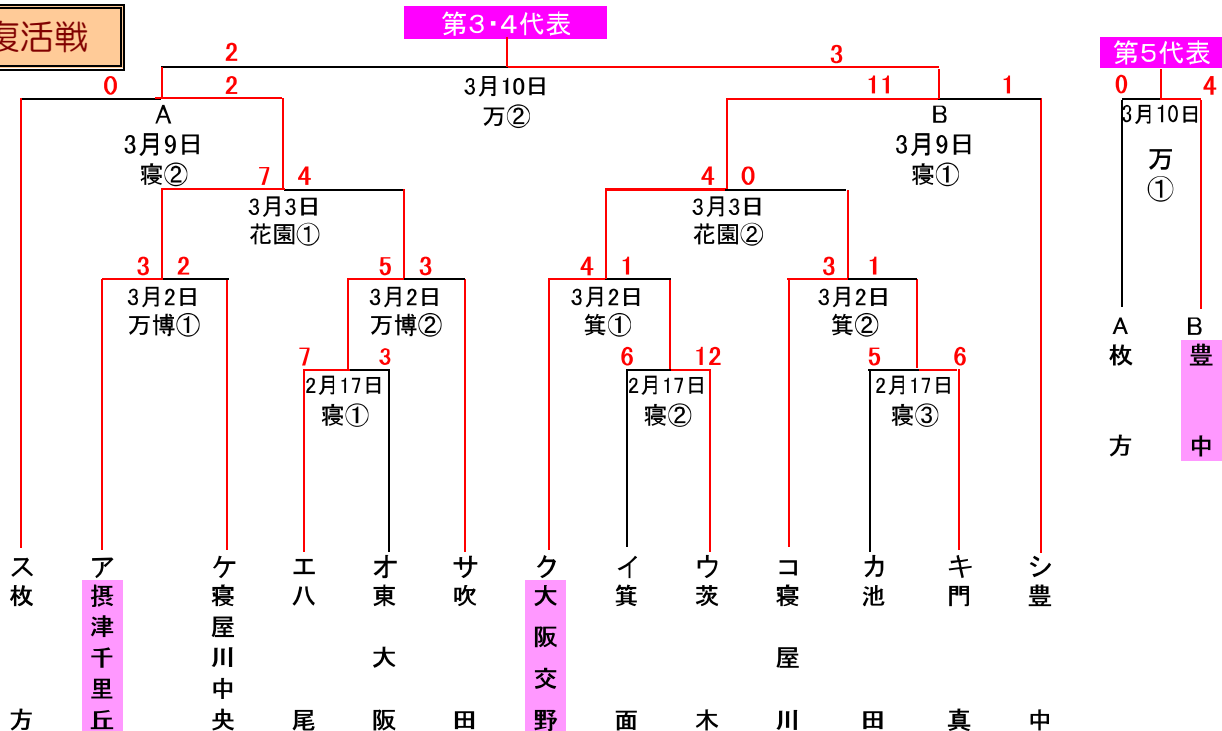 復活戦
第3・4代表
第5代表
2
3
0
2
11
1
0
4
3月10日
万②
A
3月9日
寝②
B
3月9日
寝①
3月10日
万
①
7
4
3月3日
花園①
4
0
3月3日
花園②
3
2
3月2日
万博①
5
3
3月2日
万博②
4
1
3月2日
箕①
3
1
3月2日
箕②
7
3
2月17日
寝①
6
12
2月17日
寝②
5
6
2月17日
寝③
A
枚方
B
豊中
ス
枚方
ア
摂津千里丘
ケ
寝屋川中央
エ
八尾
オ
東大阪
サ
吹田
ク
大阪交野
イ
箕面
ウ
茨木
コ
寝屋川
カ
池田
キ
門真
シ
豊中